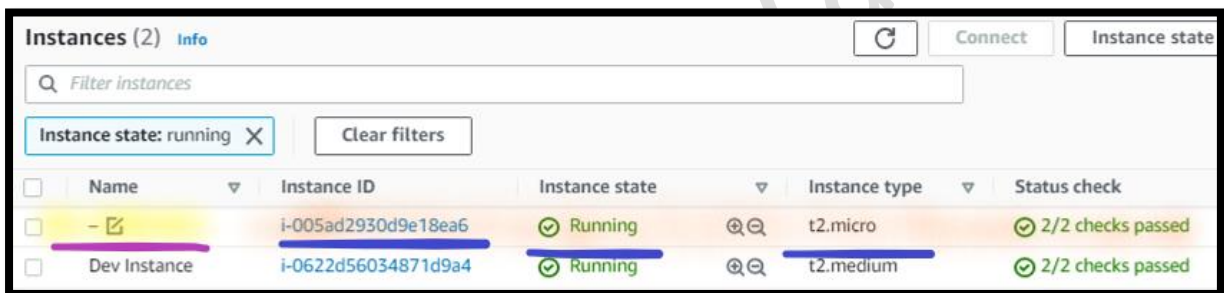 Instances (2) Info Connect Instance state
Filter instances
Instance state: running Clear filters
Name Instance ID Instance state Instance type Status check
– i-005ad2930d9e18ea6 Running t2.micro 2/2 checks passed
Dev Instance i-0622d56034871d9a4 Running t2.medium 2/2 checks passed